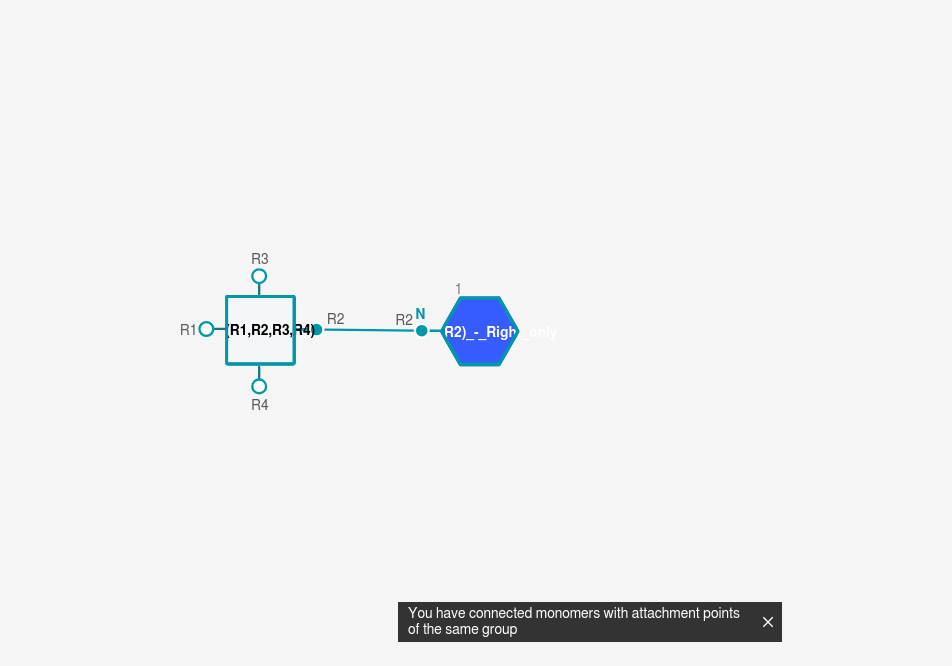 R3
1
N
R2
R2
R1
(R1,R2,R3,R4)
R2)_-_Righ_only
R4
You have connected monomers with attachment points
of the same group